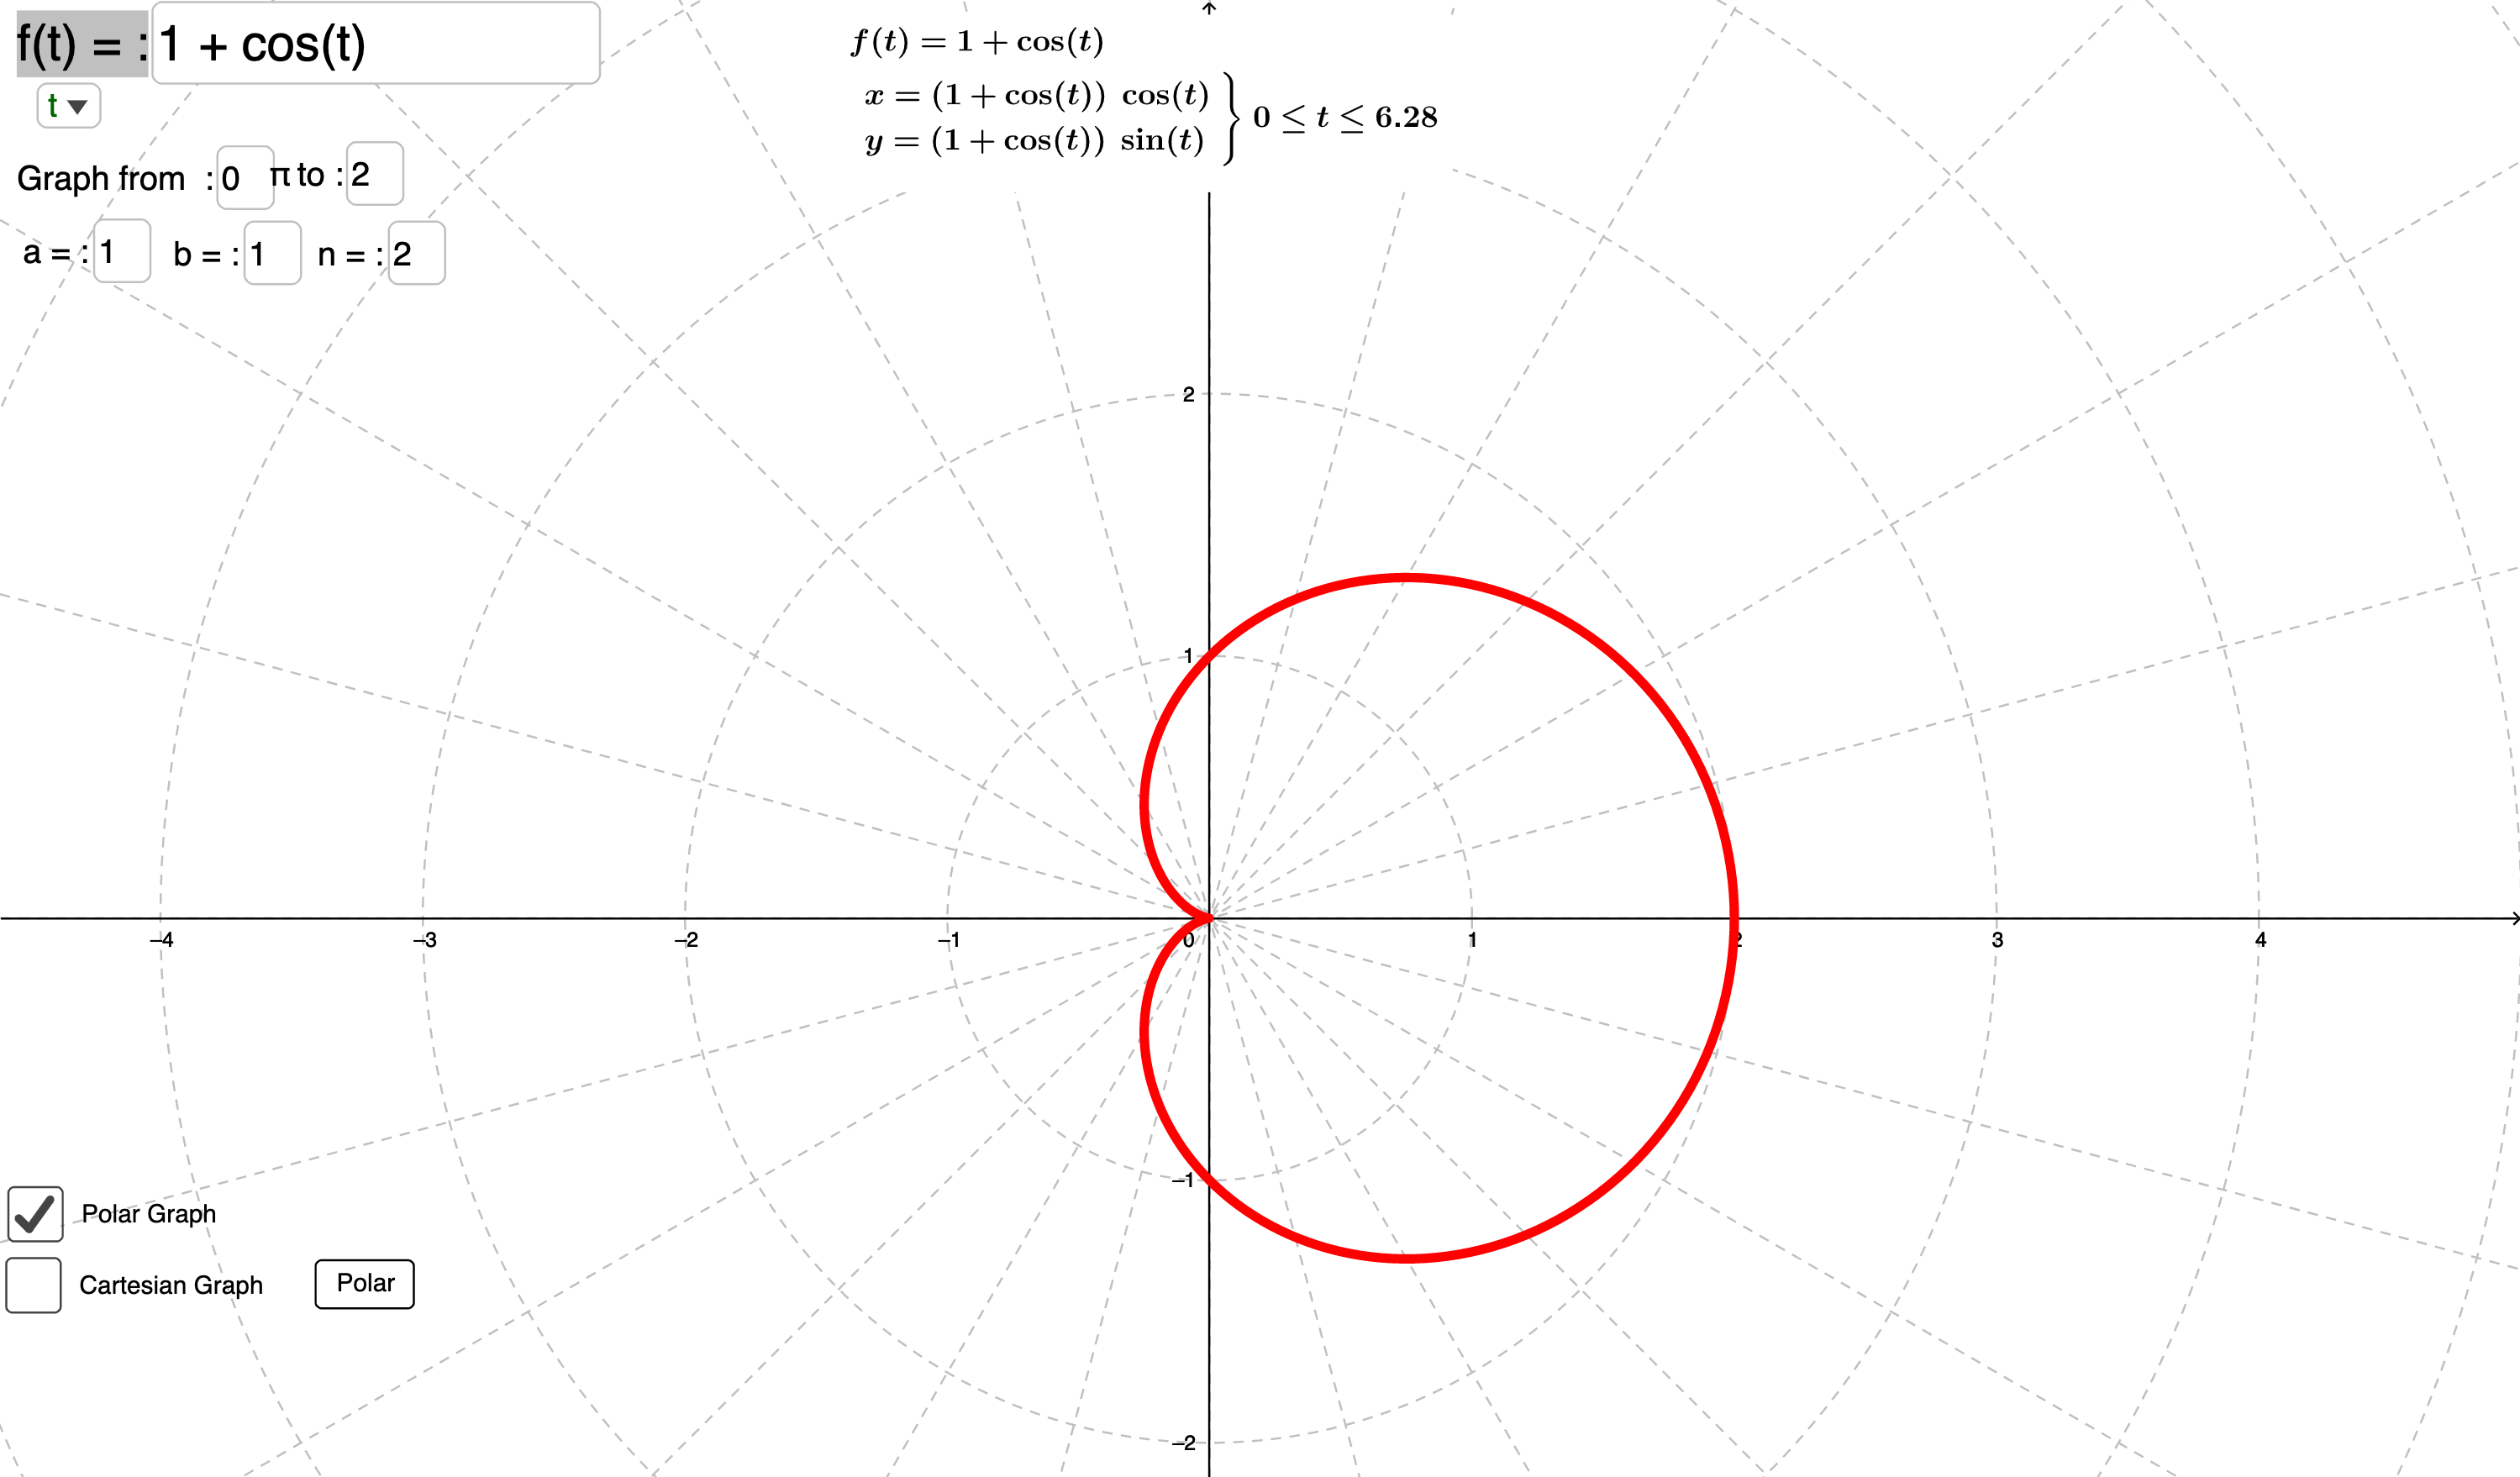 f(t) = : 1 + cos(t)
t
Graph from : 0 π to : 2
a = : 1 b = : 1 n = : 2
f(t) = 1 + cos(t)
x = (1 + cos(t)) cos(t)
y = (1 + cos(t)) sin(t)
} 0 ≤ t ≤ 6.28
2
1
–4 –3 –2 –1 0 1 2 3 4
–1
–2
Polar Graph
Cartesian Graph Polar